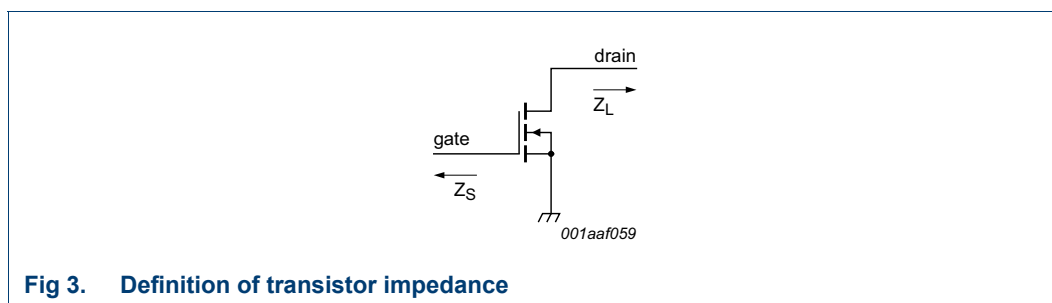 drain
Z_L
gate
Z_S
001aaf059
Fig 3. Definition of transistor impedance